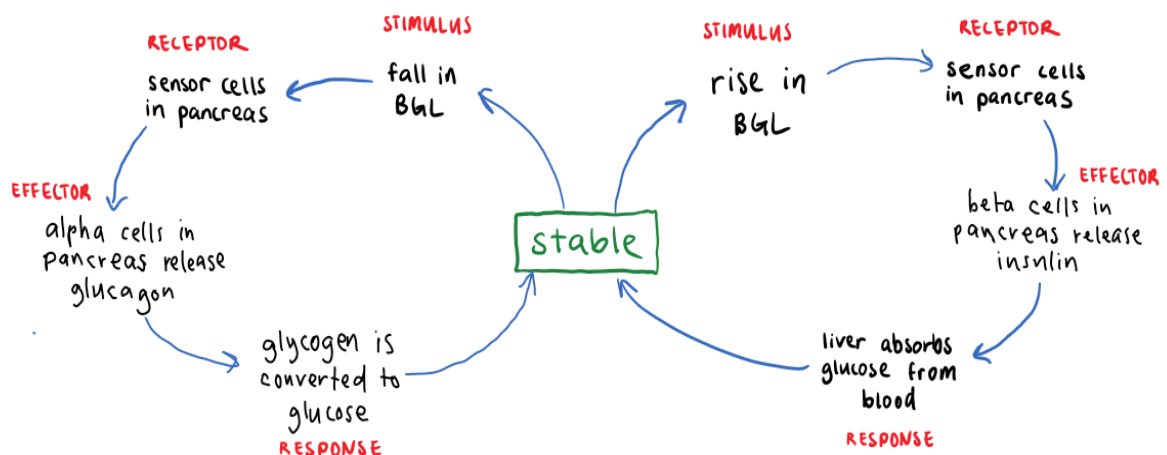 STIMULUS
fall in
BGL
RECEPTOR
sensor cells
in pancreas
EFFECTOR
alpha cells in
pancreas release
glucagon
glycogen is
converted to
glucose
RESPONSE
stable
STIMULUS
rise in
BGL
RECEPTOR
sensor cells
in pancreas
EFFECTOR
beta cells in
pancreas release
insulin
liver absorbs
glucose from
blood
RESPONSE